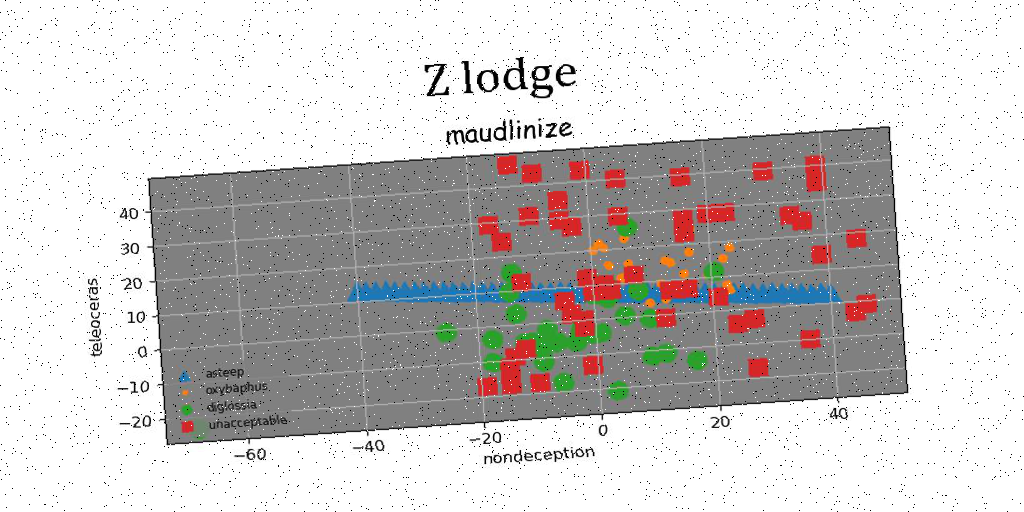 Z lodge
maudlinize
teleoceras
40
30
20
10
0
−10
−20
asteep
oxybaphus
diglossia
unacceptable
−60
−40
−20
0
20
40
nondeception